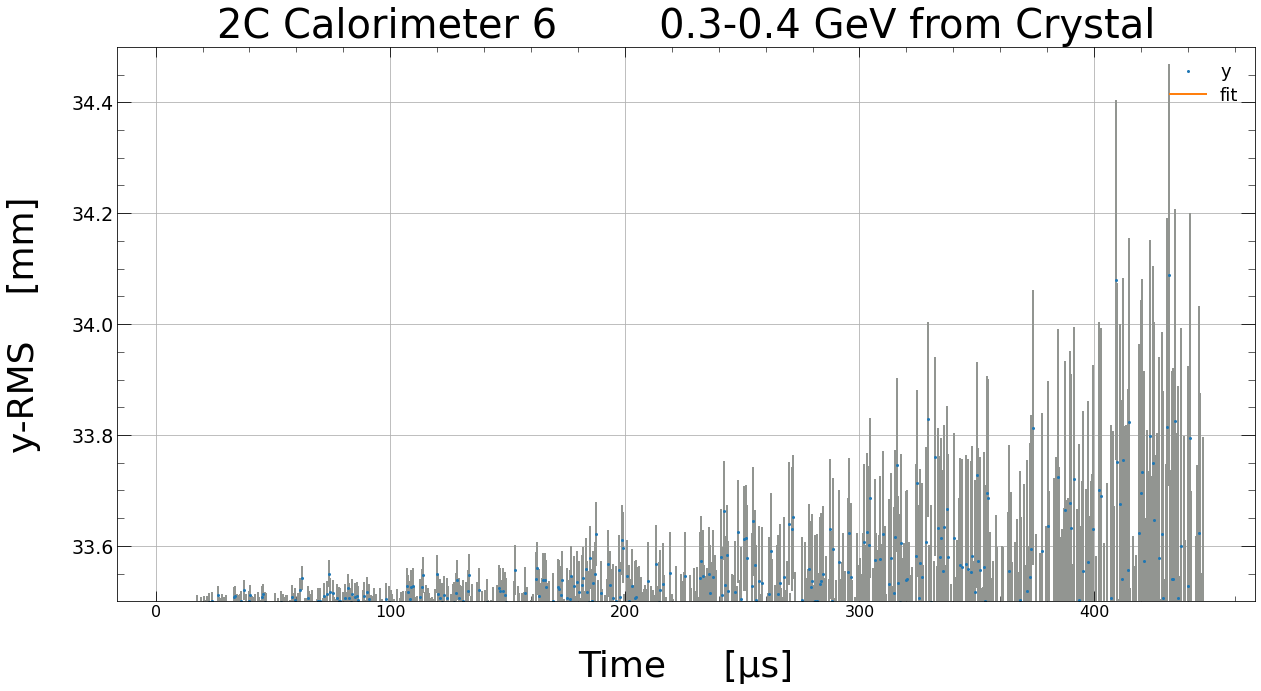 2C Calorimeter 6 0.3-0.4 GeV from Crystal
y
fit
34.4
34.2
34.0
33.8
33.6
y-RMS [mm]
0 100 200 300 400
Time [µs]